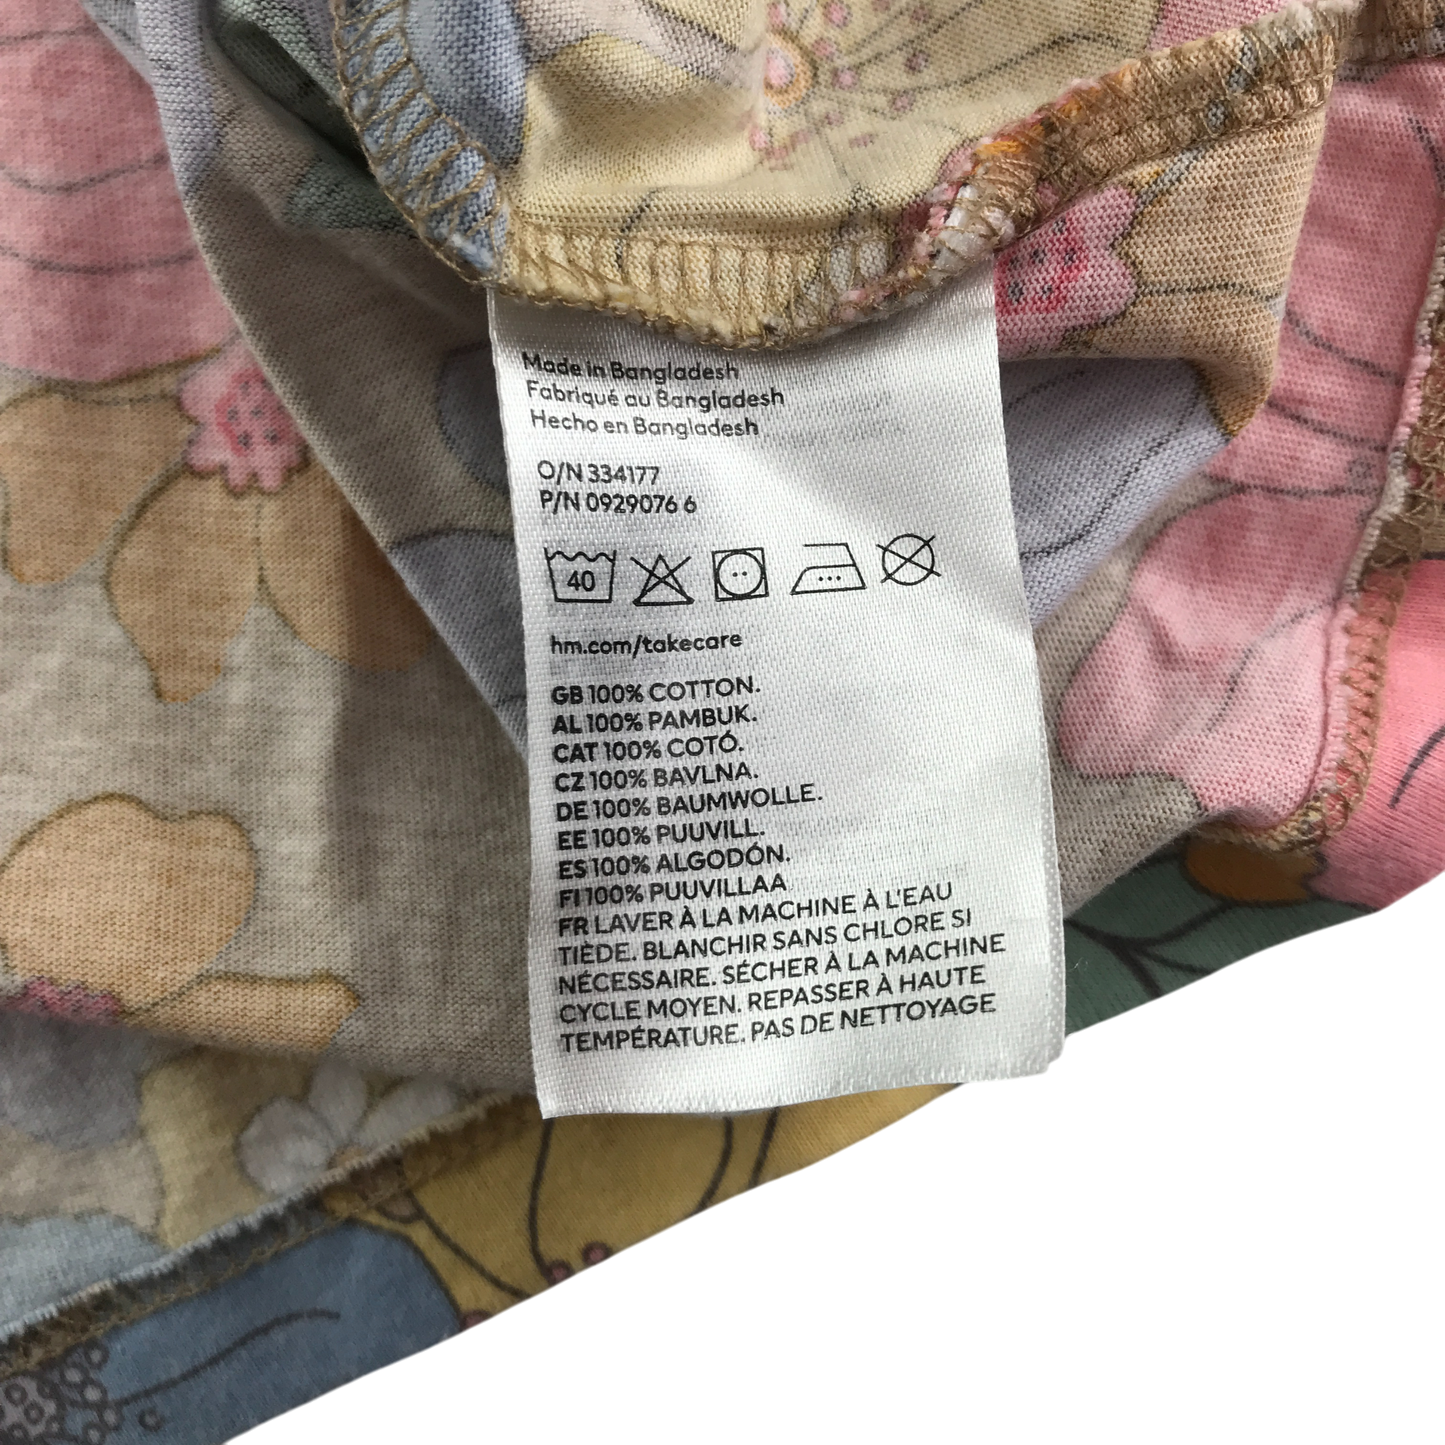 Made in Bangladesh
Fabriqué au Bangladesh
Hecho en Bangladesh
O/N 334177
P/N 0929076 6
40
hm.com/takecare
GB 100% COTTON.
AL 100% PAMBUK.
CAT 100% COTÓ.
CZ 100% BAVLNA.
DE 100% BAUMWOLLE.
EE 100% PUUVILL.
ES 100% ALGODÓN.
FI 100% PUUVILLAA
FR LAVER À LA MACHINE À L'EAU
TIÈDE. BLANCHIR SANS CHLORE SI
NÉCESSAIRE. SÉCHER À LA MACHINE
CYCLE MOYEN. REPASSER À HAUTE
TEMPÉRATURE. PAS DE NETTOYAGE